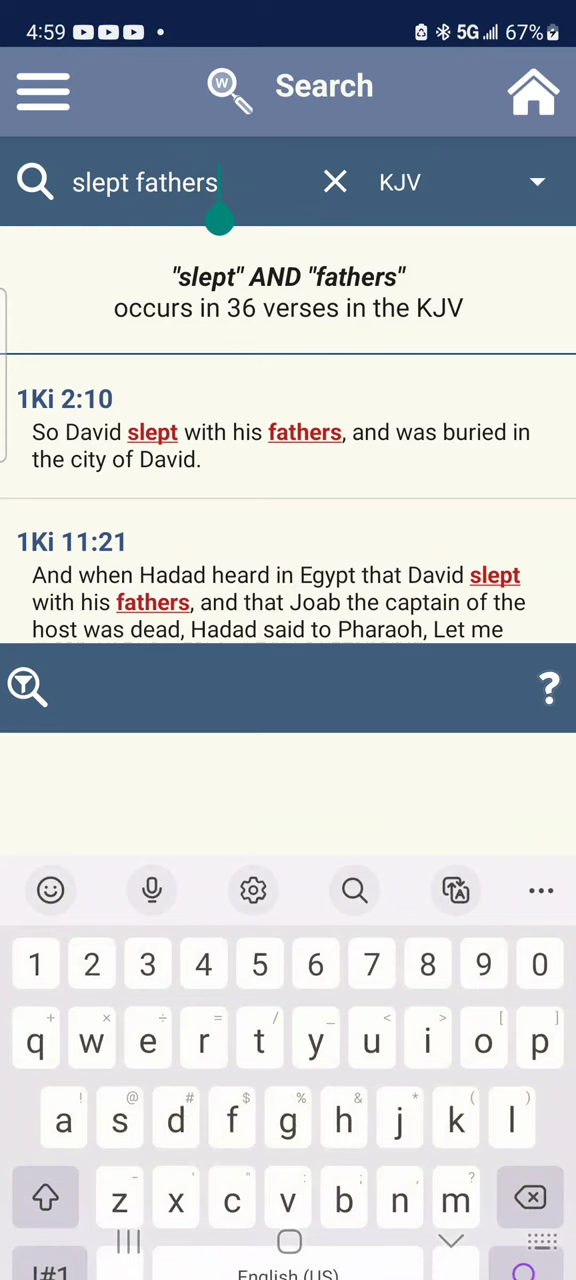 4:59 5G 67%
W Search
slept fathers KJV
"slept" AND "fathers"
occurs in 36 verses in the KJV
1Ki 2:10
So David slept with his fathers, and was buried in
the city of David.
1Ki 11:21
And when Hadad heard in Egypt that David slept
with his fathers, and that Joab the captain of the
host was dead, Hadad said to Pharaoh, Let me
?
A
1 2 3 4 5 6 7 8 9 0
+ × ÷ = / _ < > [ ]
q w e r t y u i o p
! @ # $ % & * ( )
a s d f g h j k l
- ' " : ; , ?
z x c v b n m
!#1 English (US)